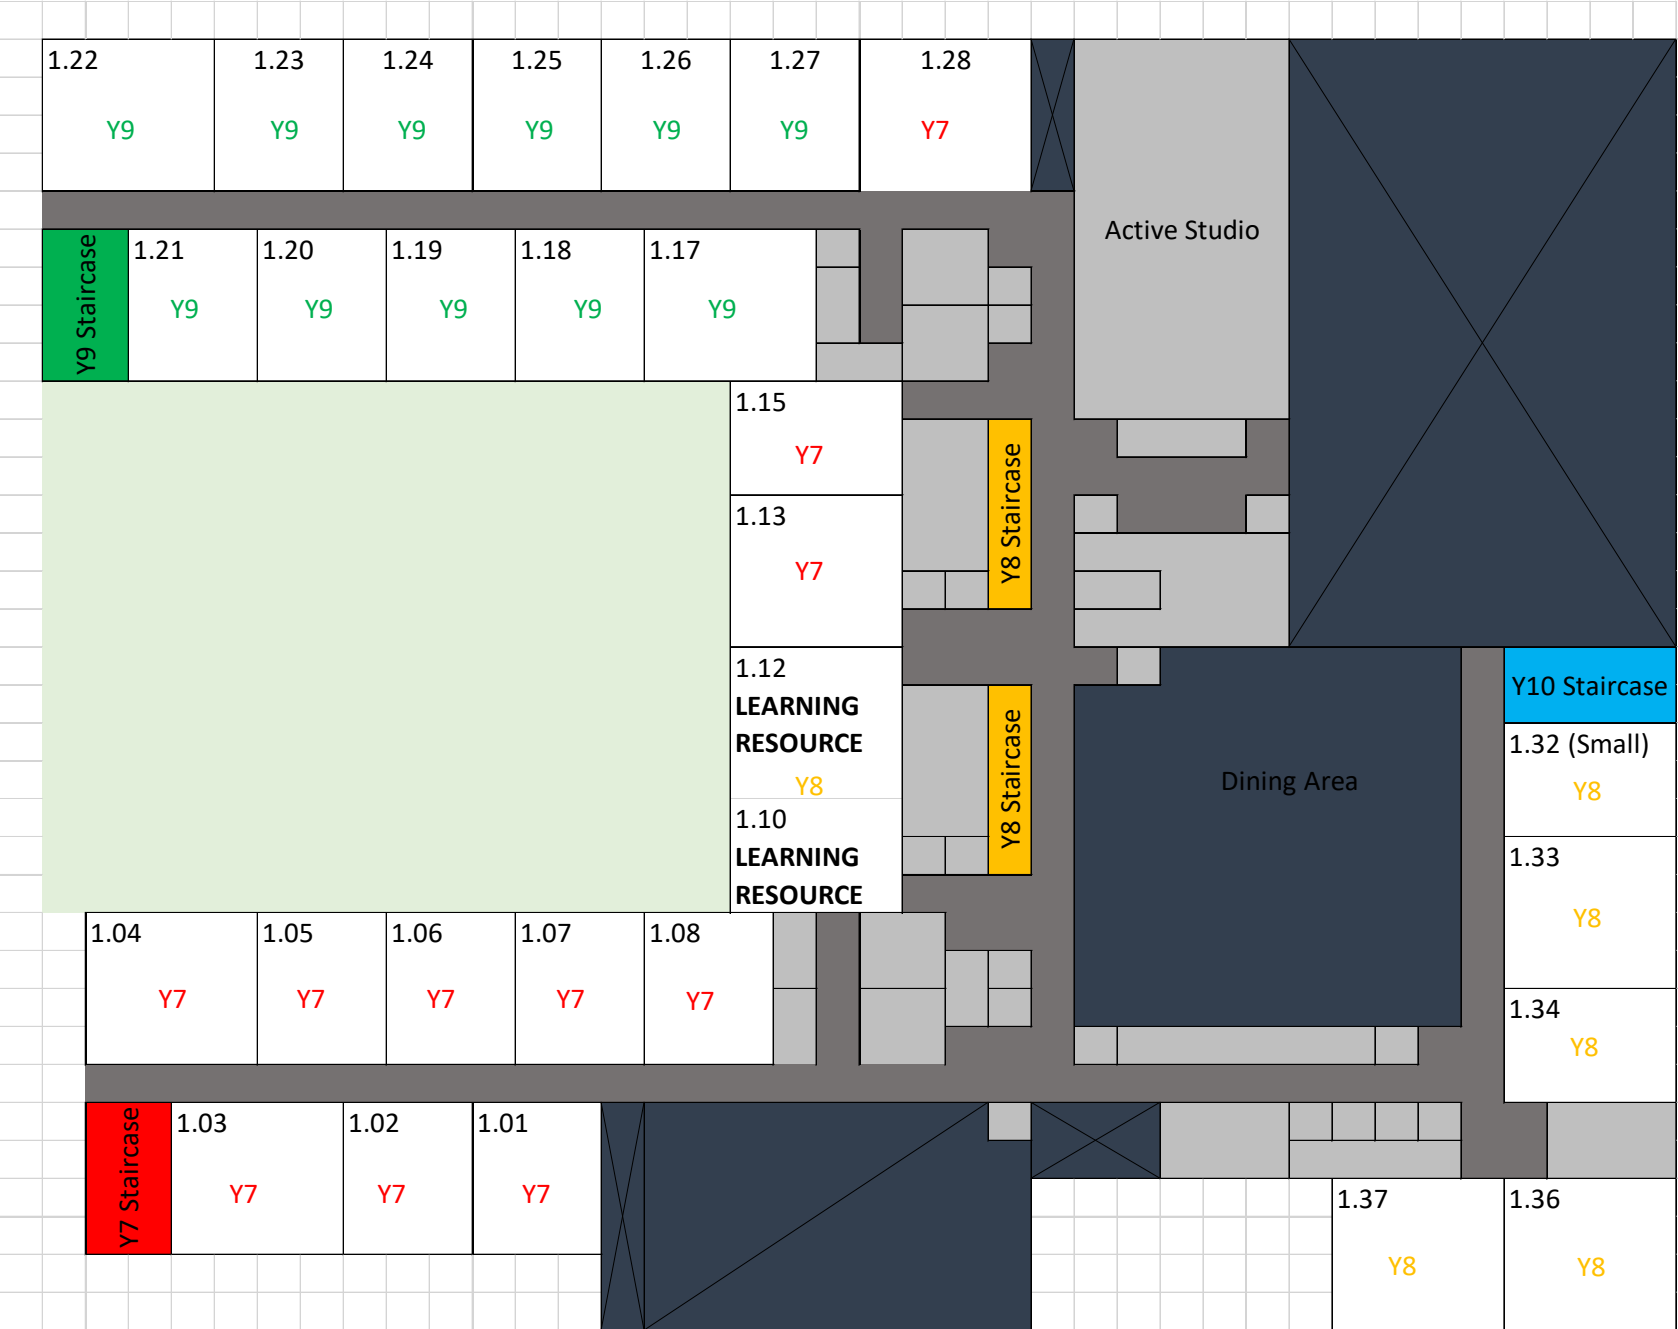 1.22
1.23
1.24
1.25
1.26
1.27
1.28
Y9
Y9
Y9
Y9
Y9
Y9
Y7
Active Studio
Y9 Staircase
1.21
1.20
1.19
1.18
1.17
Y9
Y9
Y9
Y9
Y9
1.15
Y7
1.13
Y7
Y8 Staircase
1.12
LEARNING
RESOURCE
Y8
1.10
LEARNING
RESOURCE
Y8 Staircase
Dining Area
Y10 Staircase
1.32 (Small)
Y8
1.33
Y8
1.34
Y8
1.04
1.05
1.06
1.07
1.08
Y7
Y7
Y7
Y7
Y7
Y7 Staircase
1.03
1.02
1.01
Y7
Y7
Y7
1.37
1.36
Y8
Y8